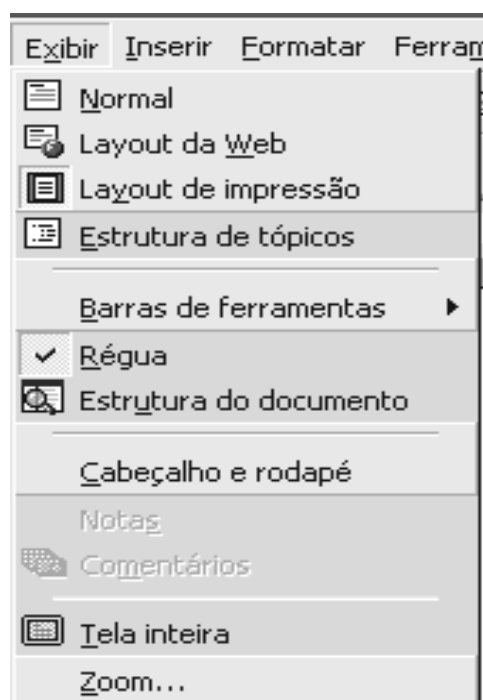 Exibir Inserir Formatar Ferram
Normal
Layout da Web
Layout de impressão
Estrutura de tópicos
Barras de ferramentas
Régua
Estrutura do documento
Cabeçalho e rodapé
Notas
Comentários
Tela inteira
Zoom...